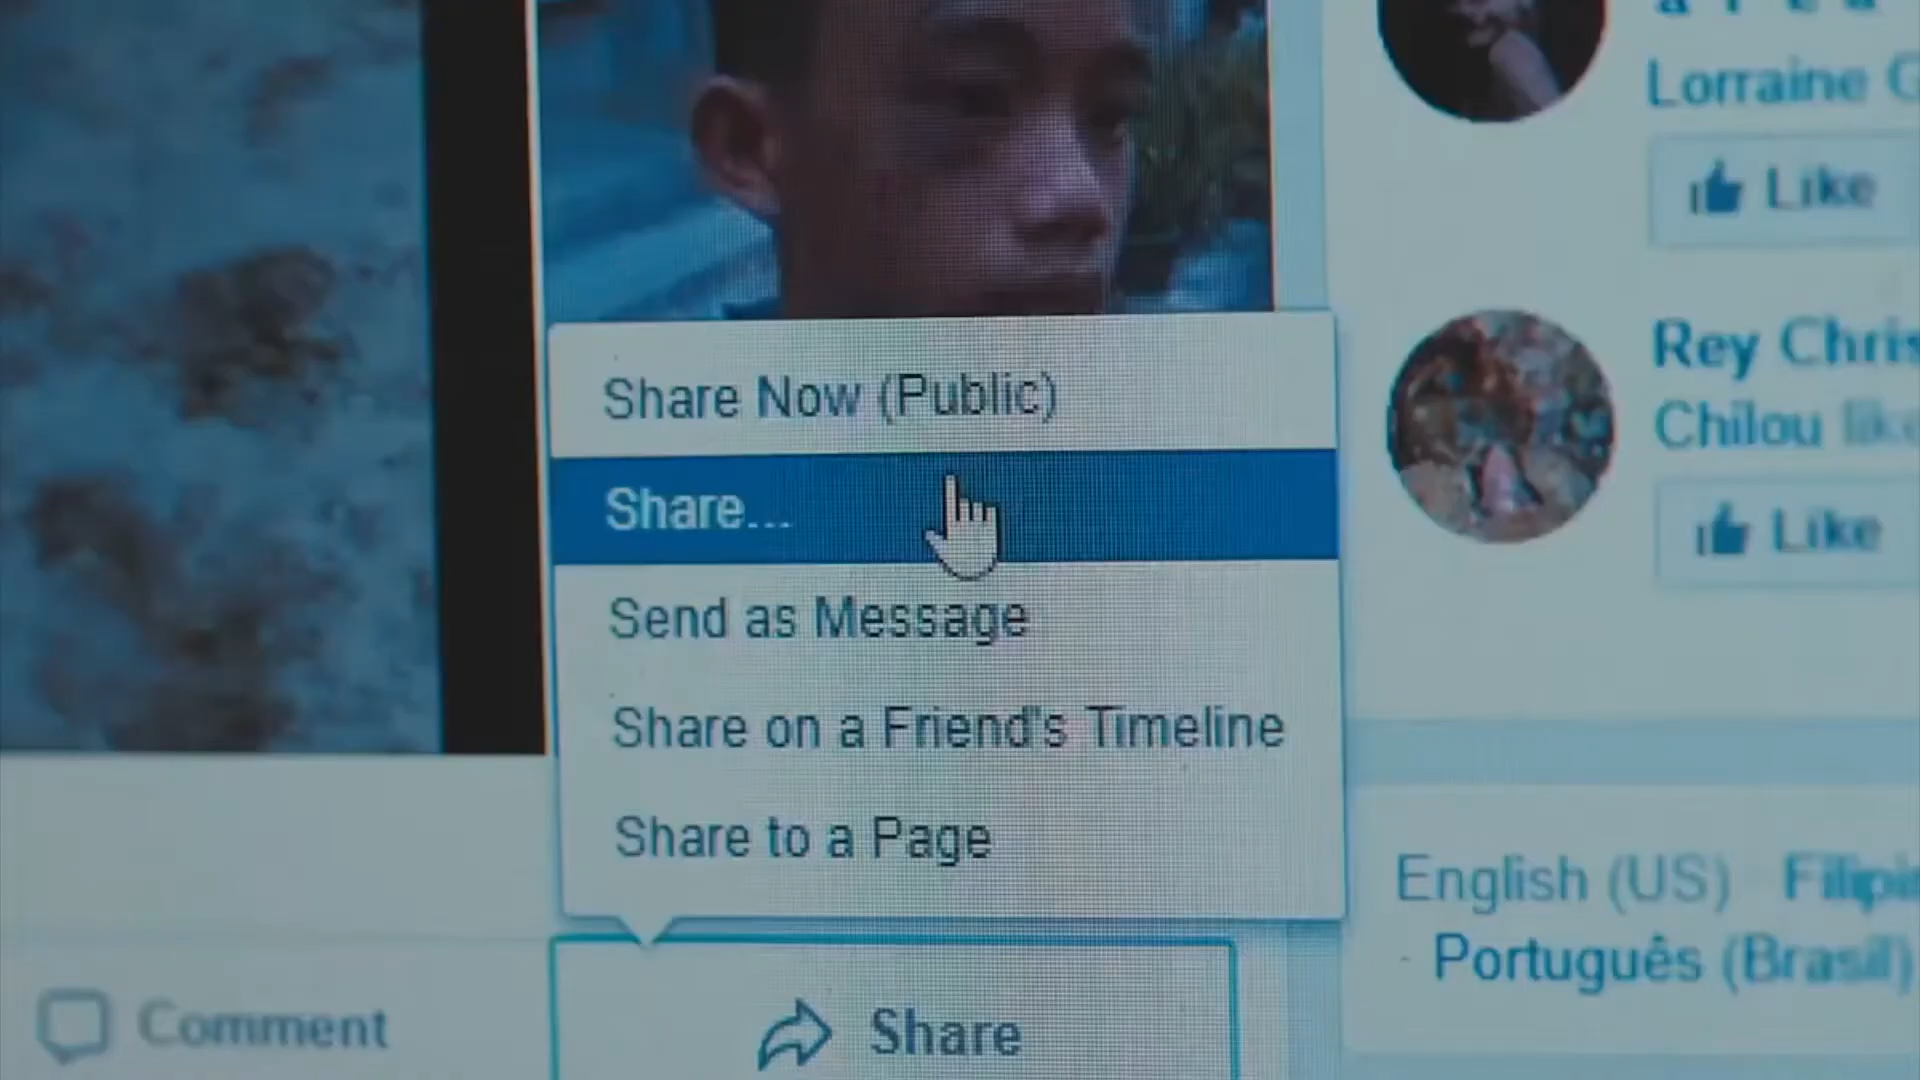 Lorraine
Like
Share Now (Public)
Rey
Chilou
Share...
Like
Send as Message
Share on a Friend's Timeline
Share to a Page
English (US)
Português (Brasil)
Comment
Share